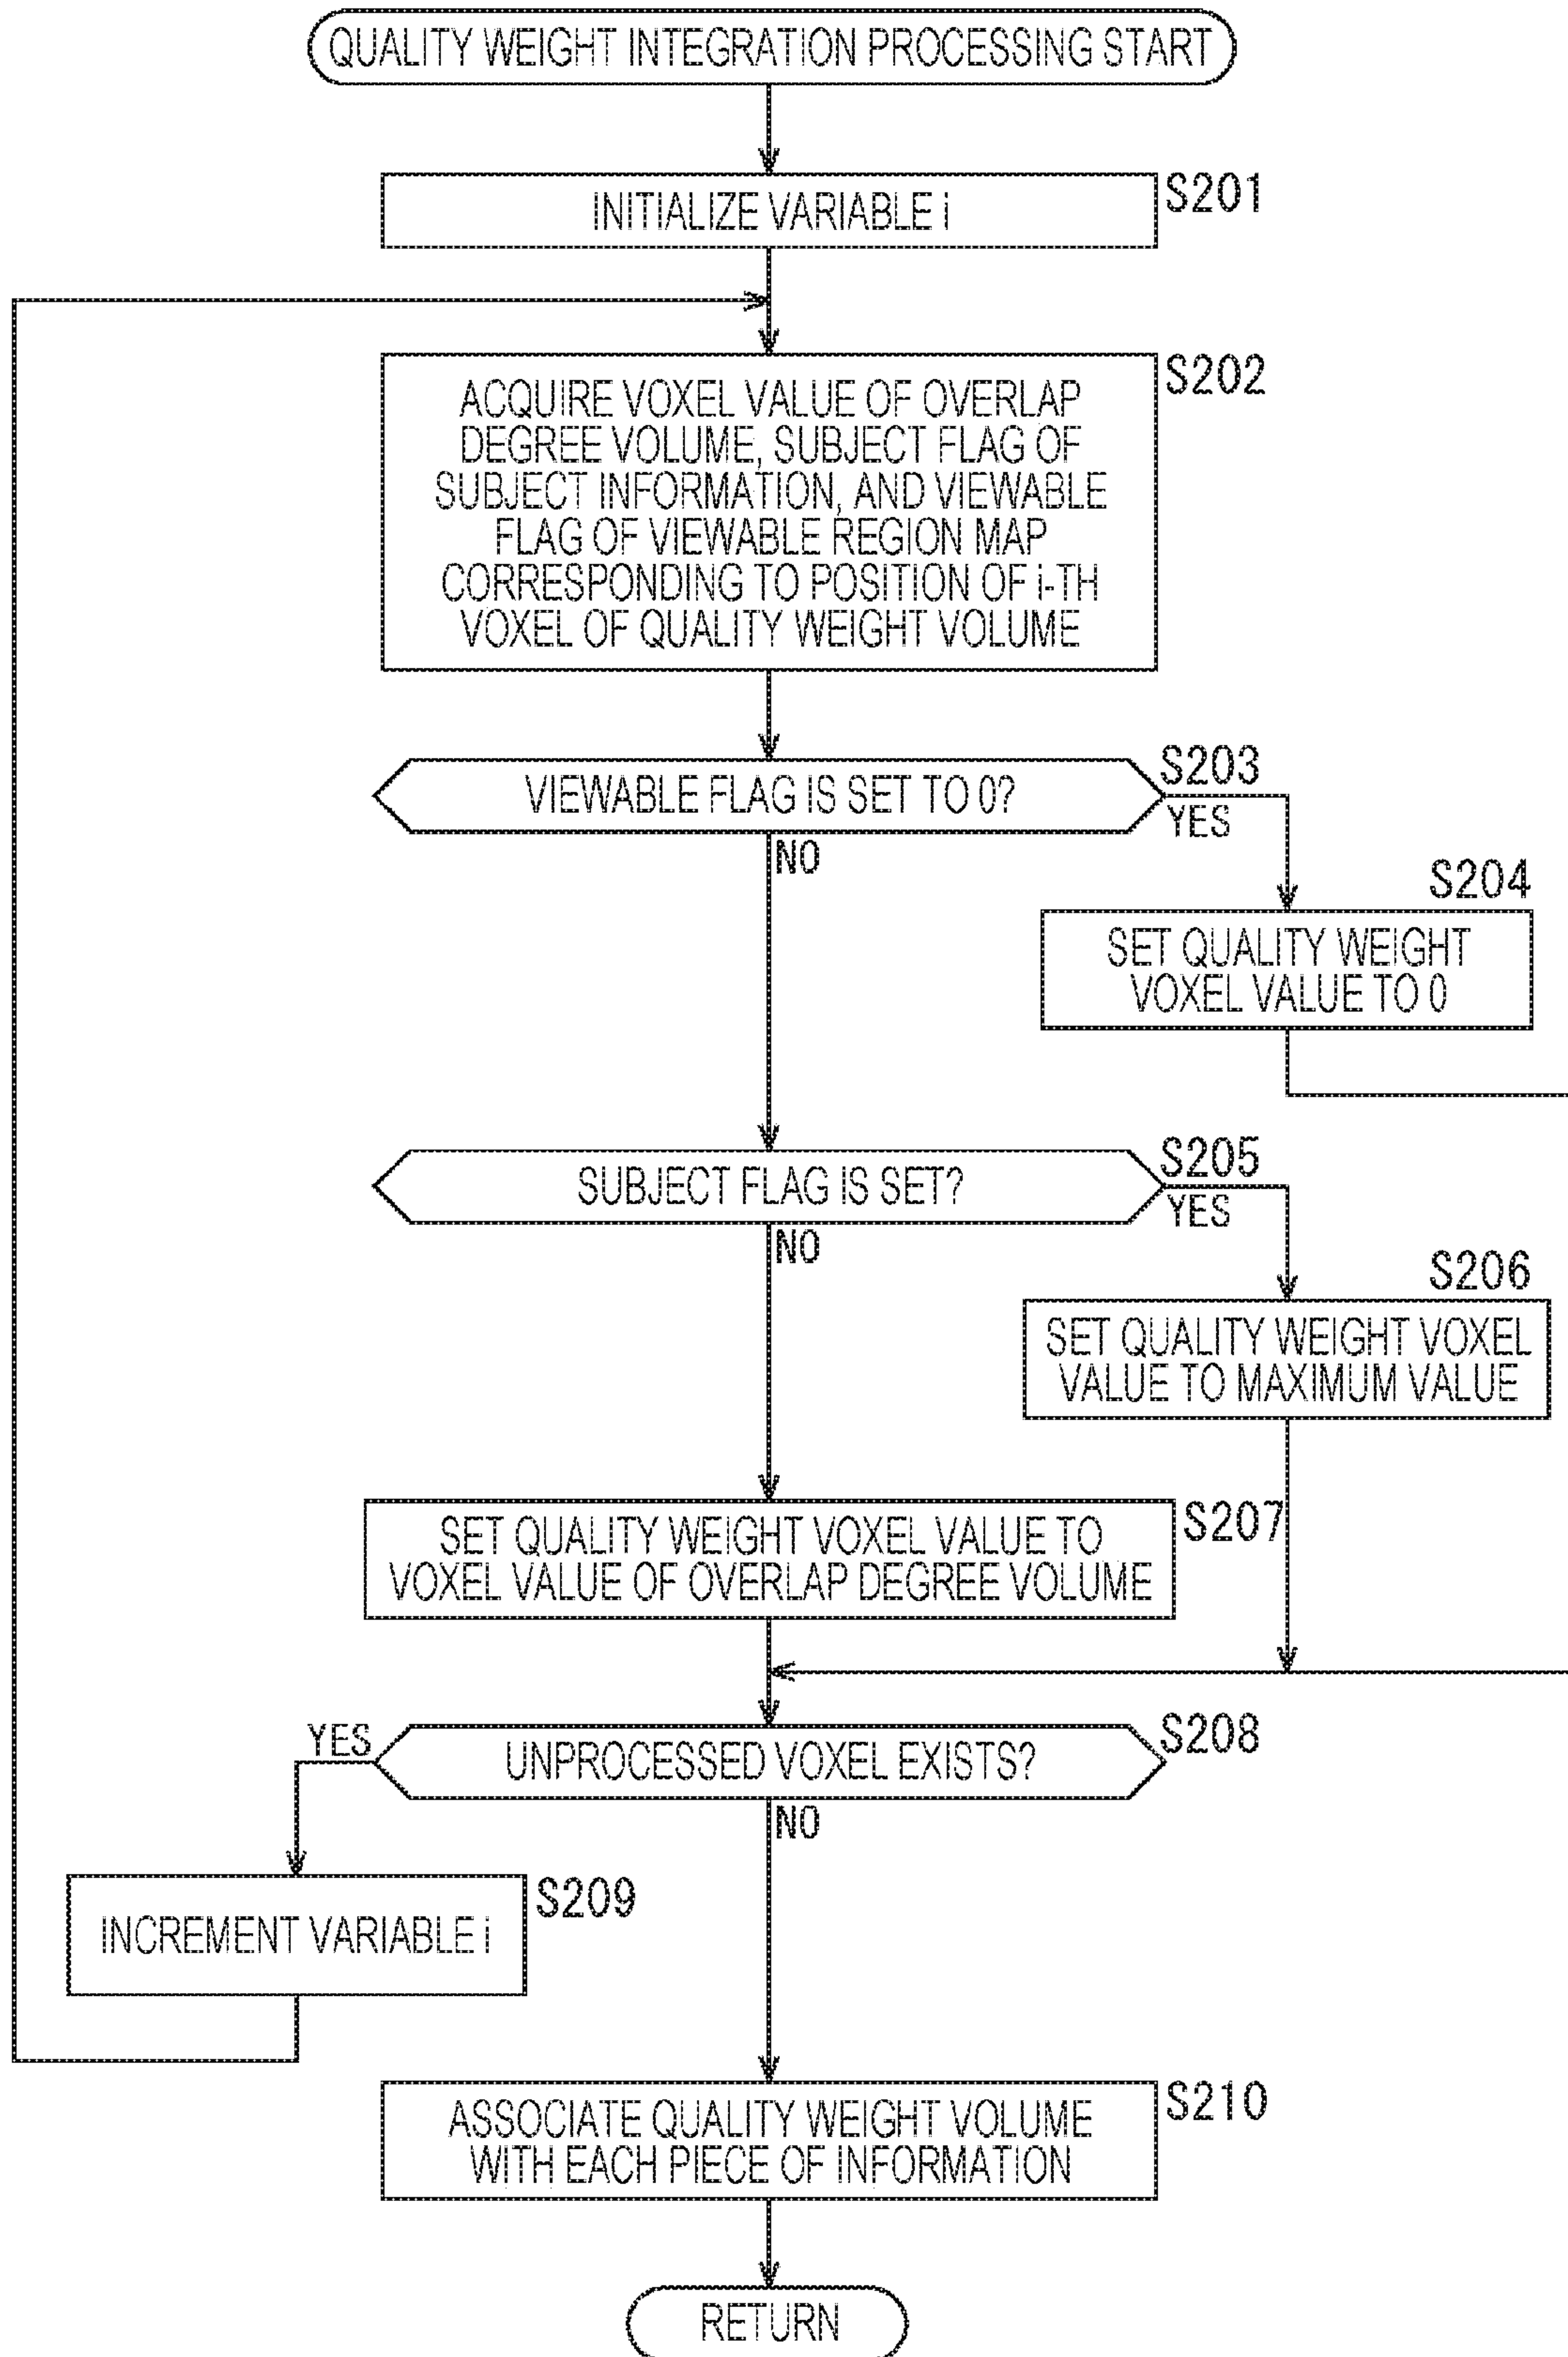 QUALITY WEIGHT INTEGRATION PROCESSING START
INITIALIZE VARIABLE i
S201
ACQUIRE VOXEL VALUE OF OVERLAP
DEGREE VOLUME, SUBJECT FLAG OF
SUBJECT INFORMATION, AND VIEWABLE
FLAG OF VIEWABLE REGION MAP
CORRESPONDING TO POSITION OF i-TH
VOXEL OF QUALITY WEIGHT VOLUME
S202
VIEWABLE FLAG IS SET TO 0?
S203
YES
NO
S204
SET QUALITY WEIGHT
VOXEL VALUE TO 0
SUBJECT FLAG IS SET?
S205
YES
NO
S206
SET QUALITY WEIGHT VOXEL
VALUE TO MAXIMUM VALUE
SET QUALITY WEIGHT VOXEL VALUE TO
VOXEL VALUE OF OVERLAP DEGREE VOLUME
S207
YES
UNPROCESSED VOXEL EXISTS?
S208
NO
INCREMENT VARIABLE i
S209
ASSOCIATE QUALITY WEIGHT VOLUME
WITH EACH PIECE OF INFORMATION
S210
RETURN